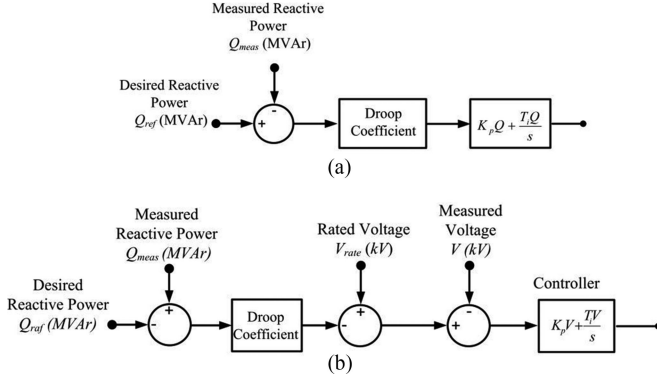 Measured Reactive
Power
Qmeas (MVAr)
Desired Reactive
Power
Qref (MVAr)
-
+
Droop
Coefficient
KpQ + TiQ/s
(a)
Measured
Reactive Power
Qmeas (MVAr)
Rated Voltage
Vrate (kV)
Measured
Voltage
V (kV)
Desired
Reactive Power
Qraf (MVAr)
Controller
+
-
Droop
Coefficient
+
-
-
+
KpV+TiV/s
(b)